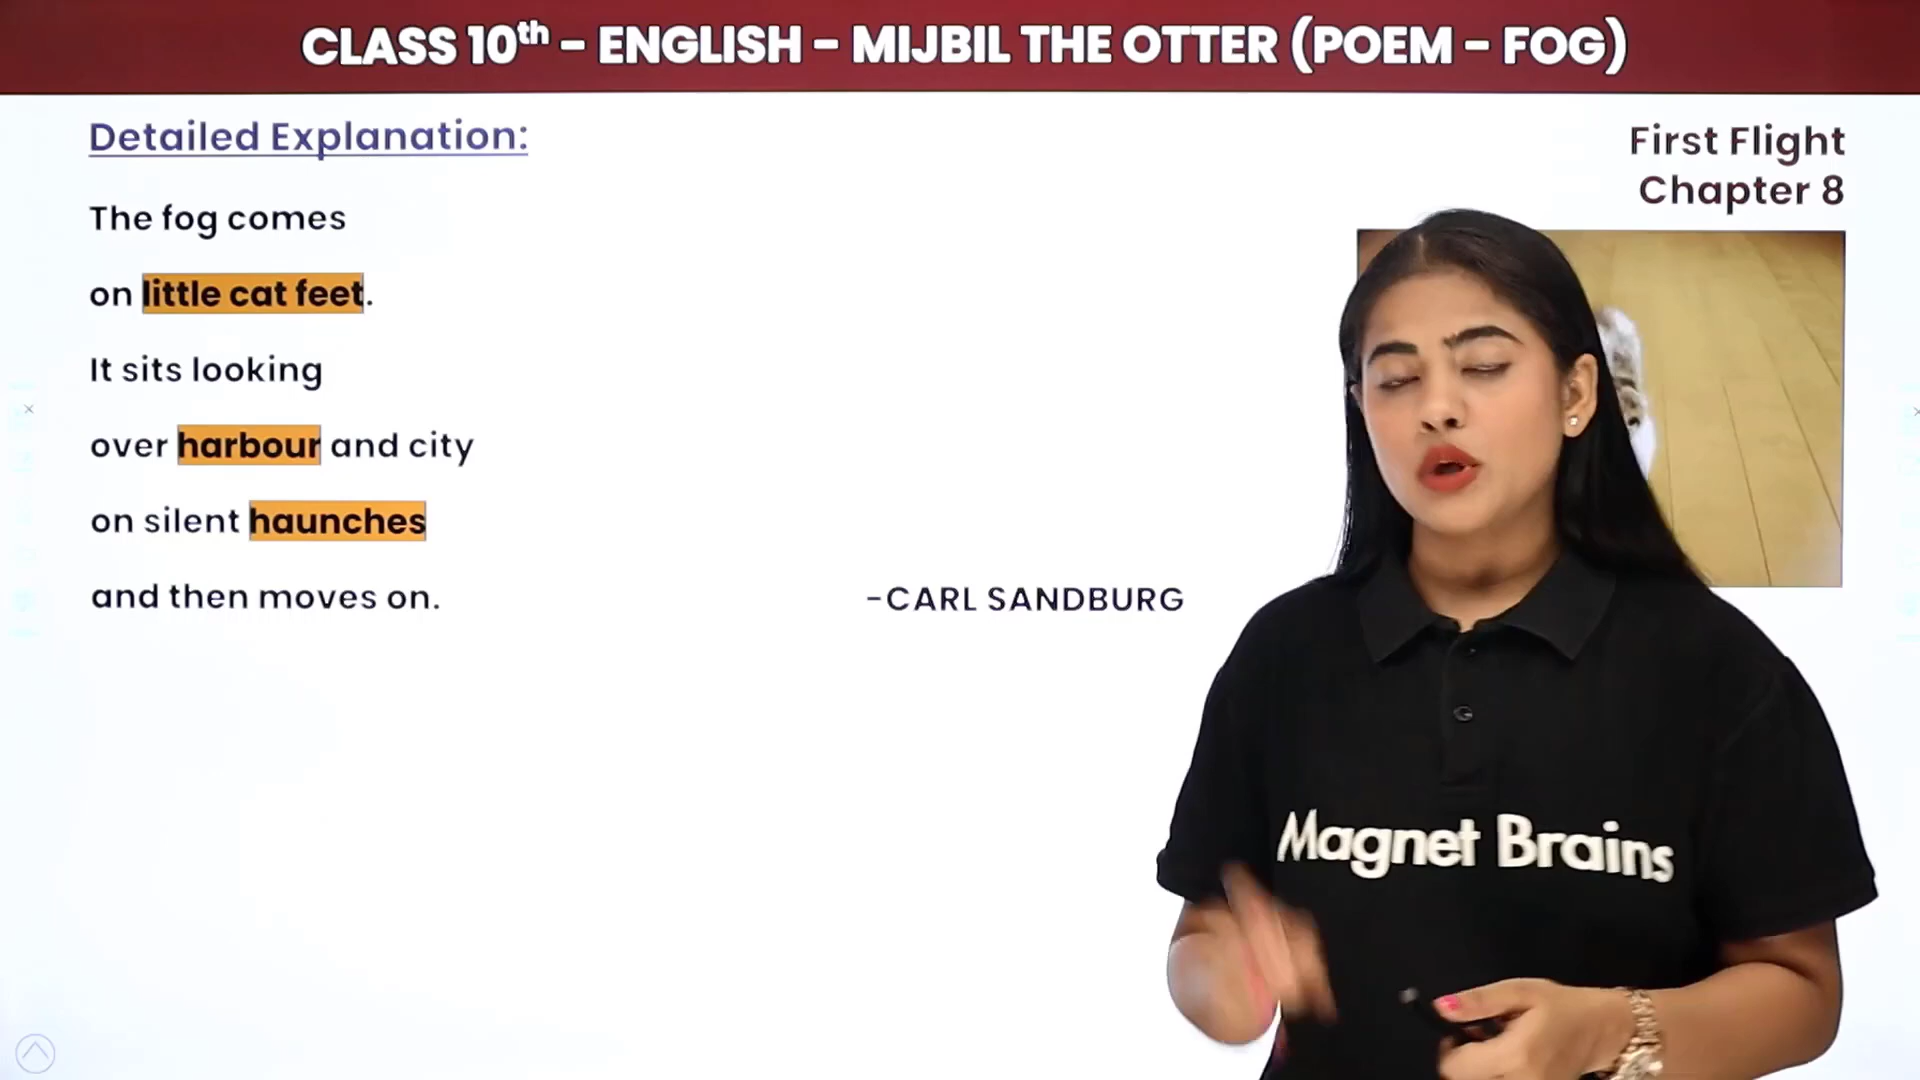 CLASS 10th - ENGLISH - MIJBIL THE OTTER (POEM - FOG)
Detailed Explanation:
First Flight
Chapter 8
The fog comes
on little cat feet.
It sits looking
over harbour and city
on silent haunches
and then moves on.
-CARL SANDBURG
Magnet Brains